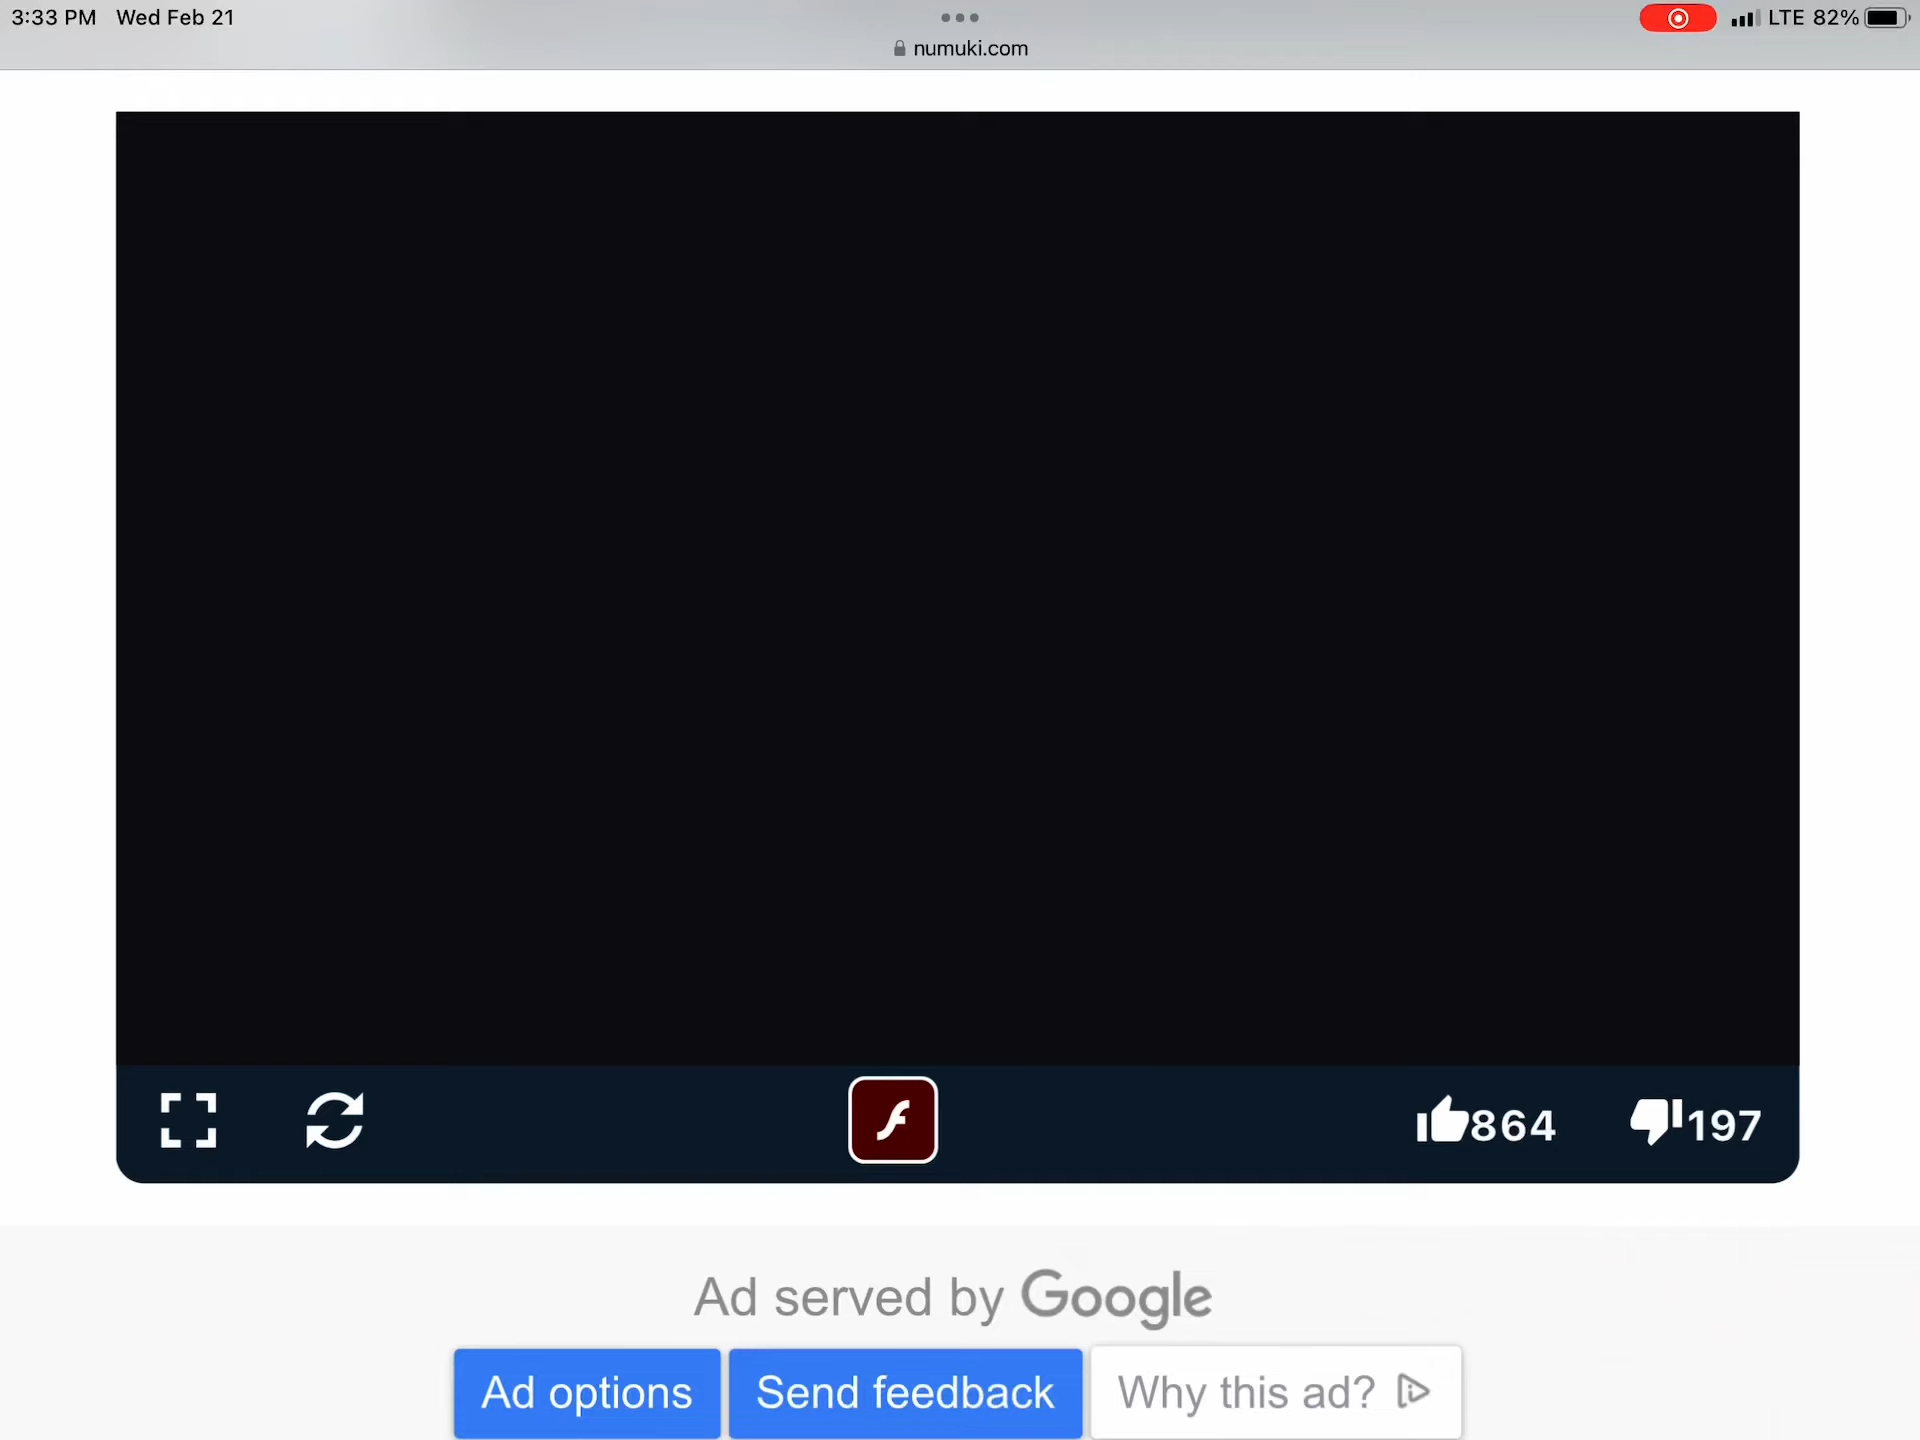 3:33 PM Wed Feb 21
LTE 82%
numuki.com
864
197
Ad served by Google
Ad options
Send feedback
Why this ad?